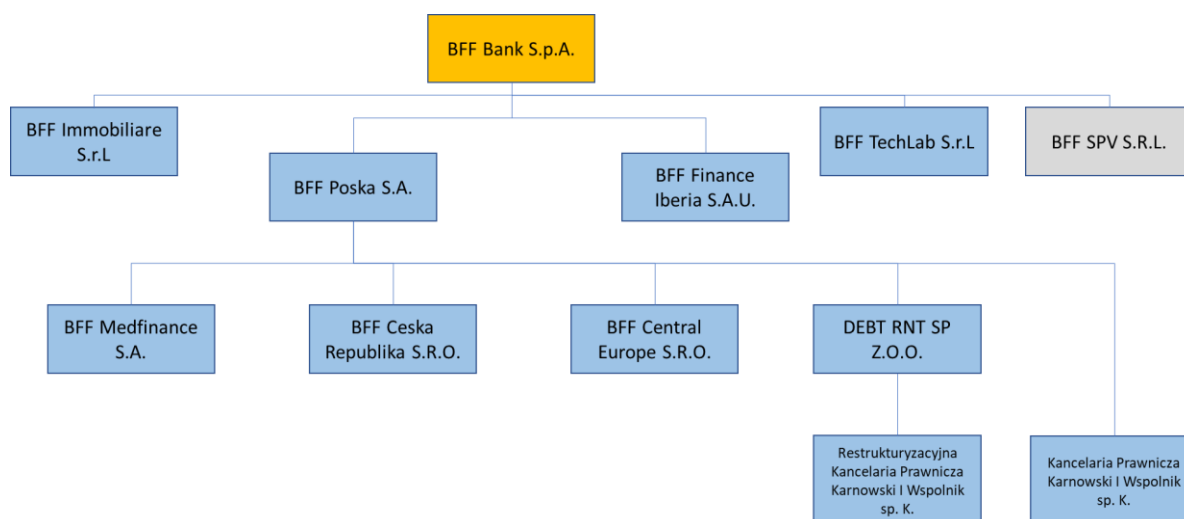 BFF Bank S.p.A.
BFF Immobiliare
S.r.L
BFF TechLab S.r.L
BFF SPV S.R.L.
BFF Poska S.A.
BFF Finance
Iberia S.A.U.
BFF Medfinance
S.A.
BFF Ceska
Republika S.R.O.
BFF Central
Europe S.R.O.
DEBT RNT SP
Z.O.O.
Restrukturyzacyjna
Kancelaria Prawnicza
Karnowski I Wspolnik
sp. K.
Kancelaria Prawnicza
Karnowski I Wspolnik
sp. K.